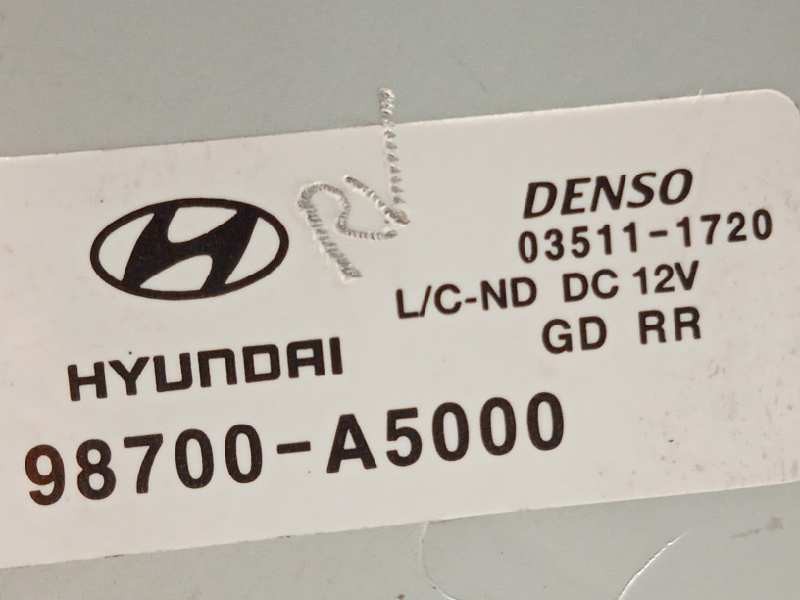 DENSO
03511-1720
L/C-ND DC 12V
GD RR
HYUNDAI
98700-A5000